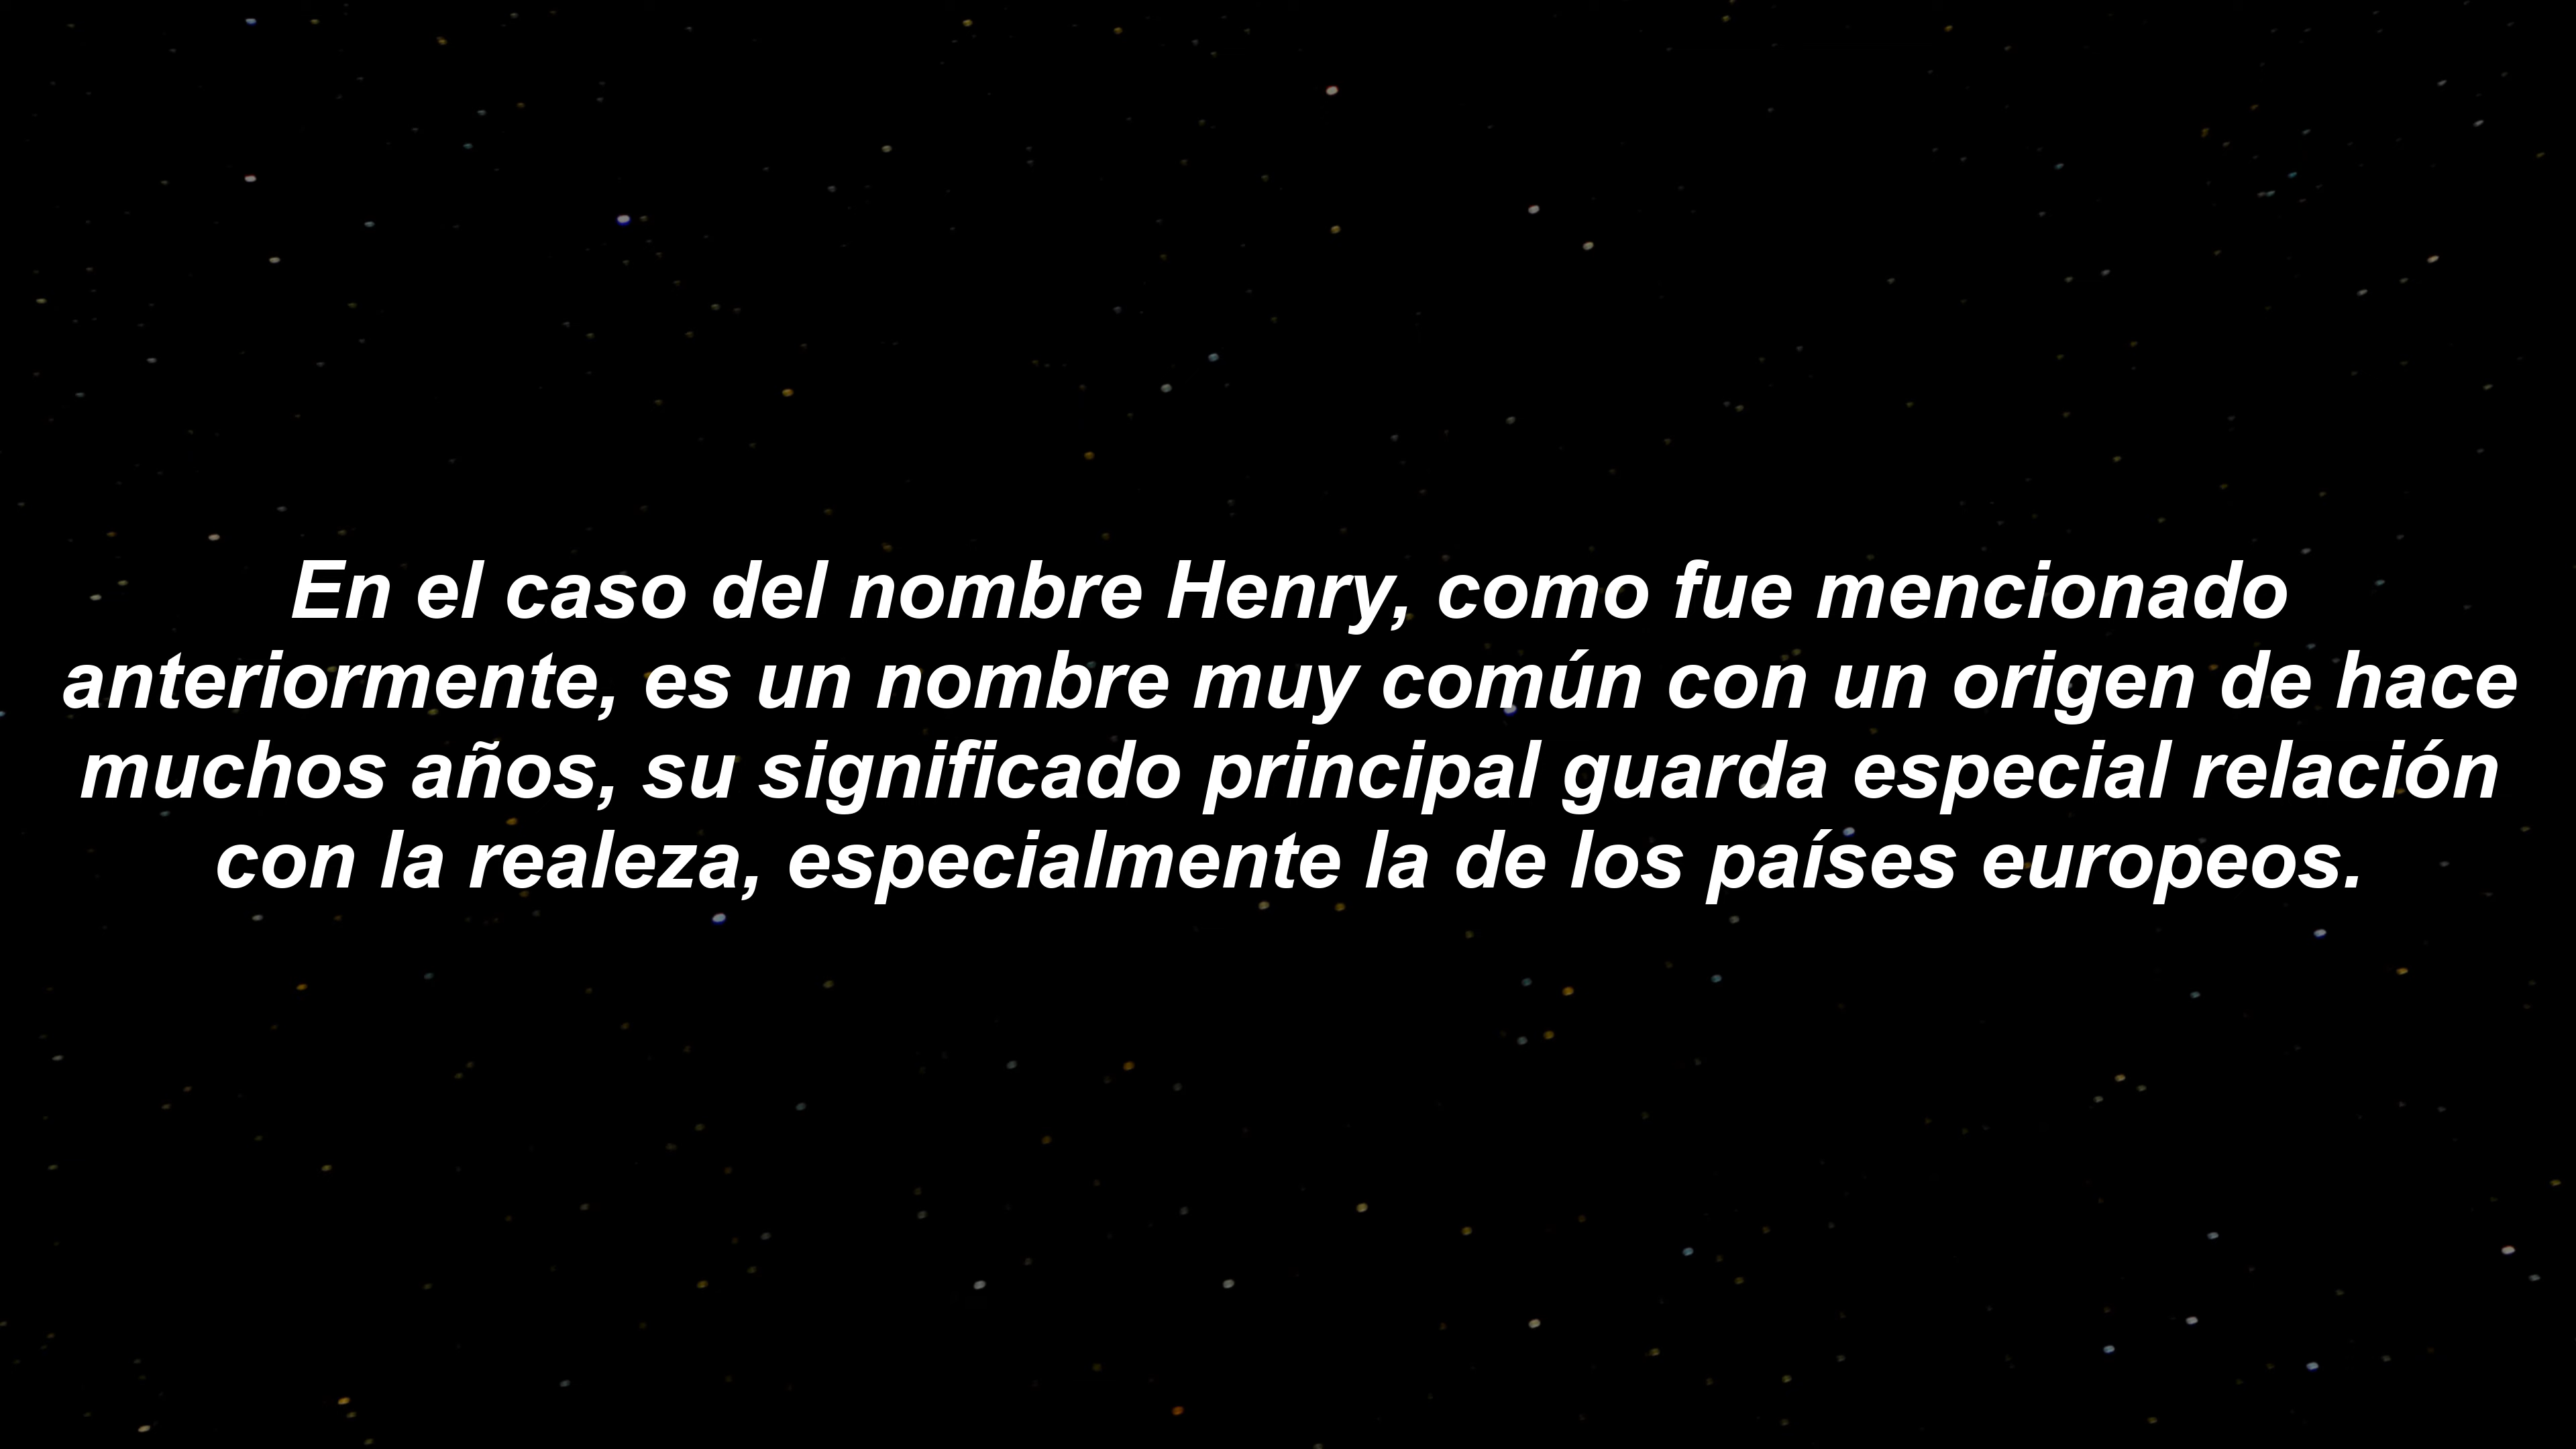 En el caso del nombre Henry, como fue mencionado
anteriormente, es un nombre muy común con un origen de hace
muchos años, su significado principal guarda especial relación
con la realeza, especialmente la de los países europeos.